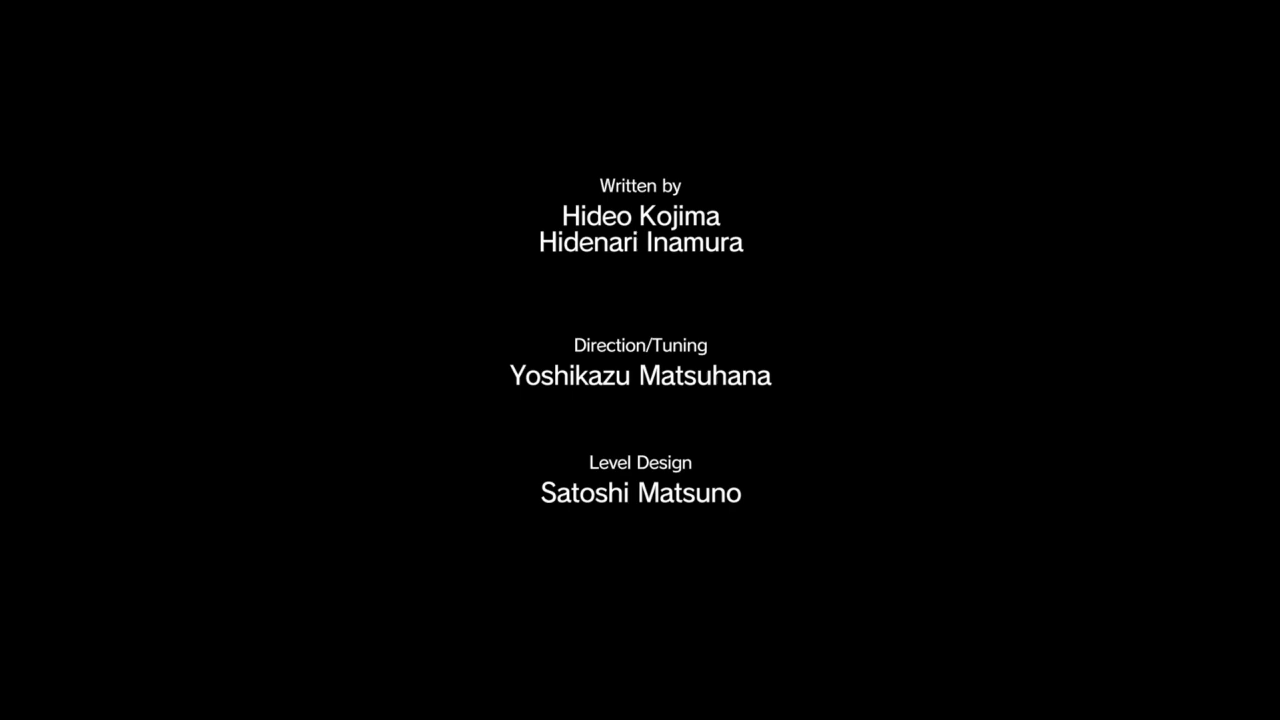 Written by
Hideo Kojima
Hidenari Inamura
Direction/Tuning
Yoshikazu Matsuhana
Level Design
Satoshi Matsuno